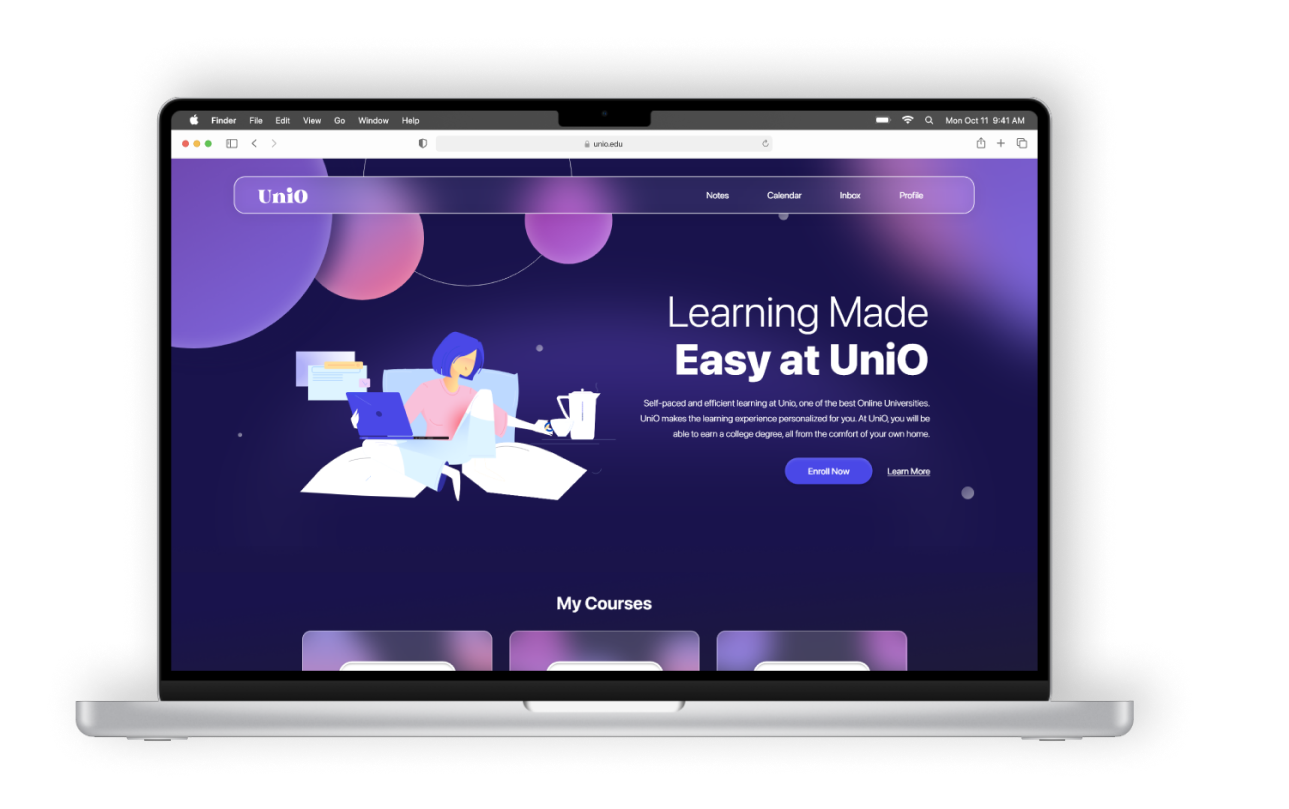 Finder File Edit View Go Window Help
Mon Oct 11 9:41 AM
unio.edu
UniO
Notes Calendar Inbox Profile
Learning Made
Easy at UniO
Self-paced and efficient learning at Unio, one of the best Online Universities.
UniO makes the learning experience personalized for you. At UniO, you will be
able to earn a college degree, all from the comfort of your own home.
Enroll Now Learn More
My Courses